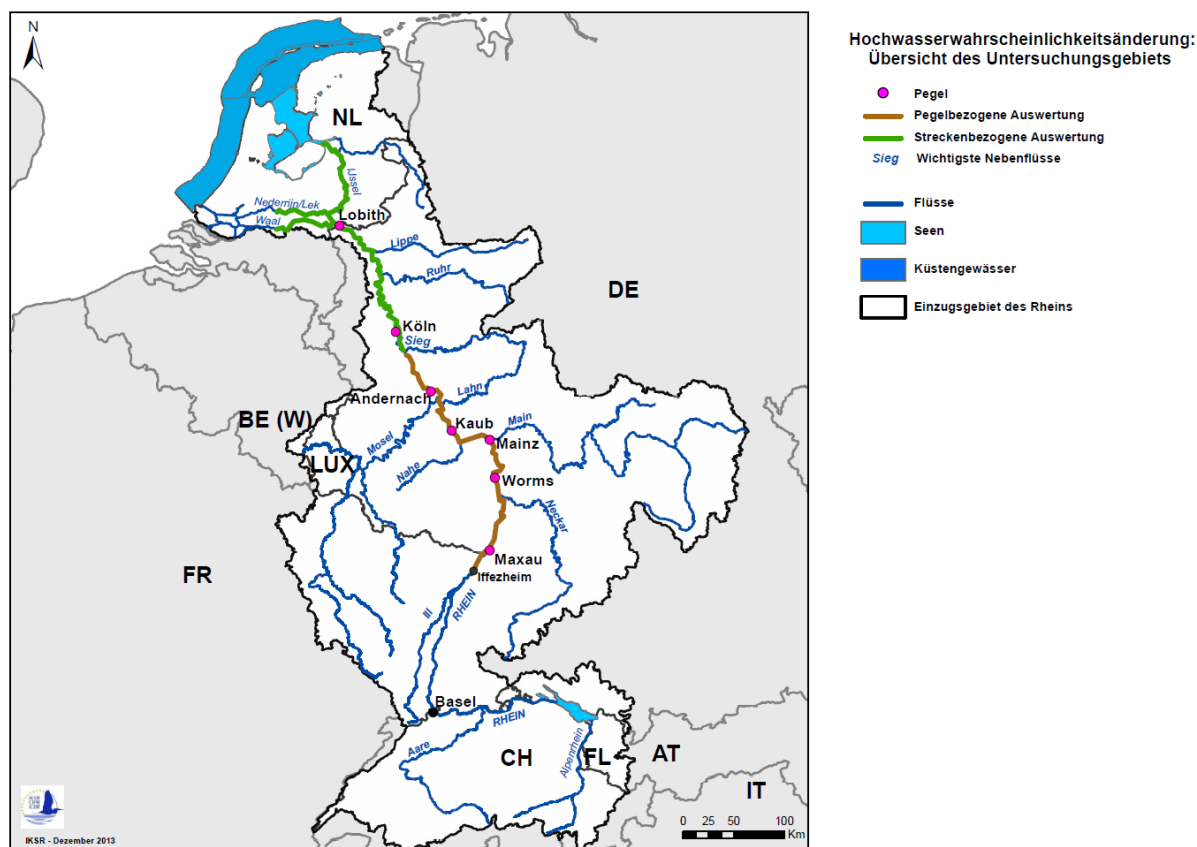 N
NL
IJssel
Nederrijn/Lek
Waal
Lobith
Lippe
Ruhr
DE
Köln
Sieg
Andernach
Lahn
BE (W)
Kaub
Main
Mosel
Mainz
LUX
Nahe
Worms
Neckar
Maxau
FR
Iffezheim
Ill
RHEIN
Basel
RHEIN
Aare
CH
Alpenrhein
FL
AT
IT
0 25 50 100
Km
IKSR - Dezember 2013
Hochwasserwahrscheinlichkeitsänderung:
Übersicht des Untersuchungsgebiets
Pegel
Pegelbezogene Auswertung
Streckenbezogene Auswertung
Sieg Wichtigste Nebenflüsse
Flüsse
Seen
Küstengewässer
Einzugsgebiet des Rheins